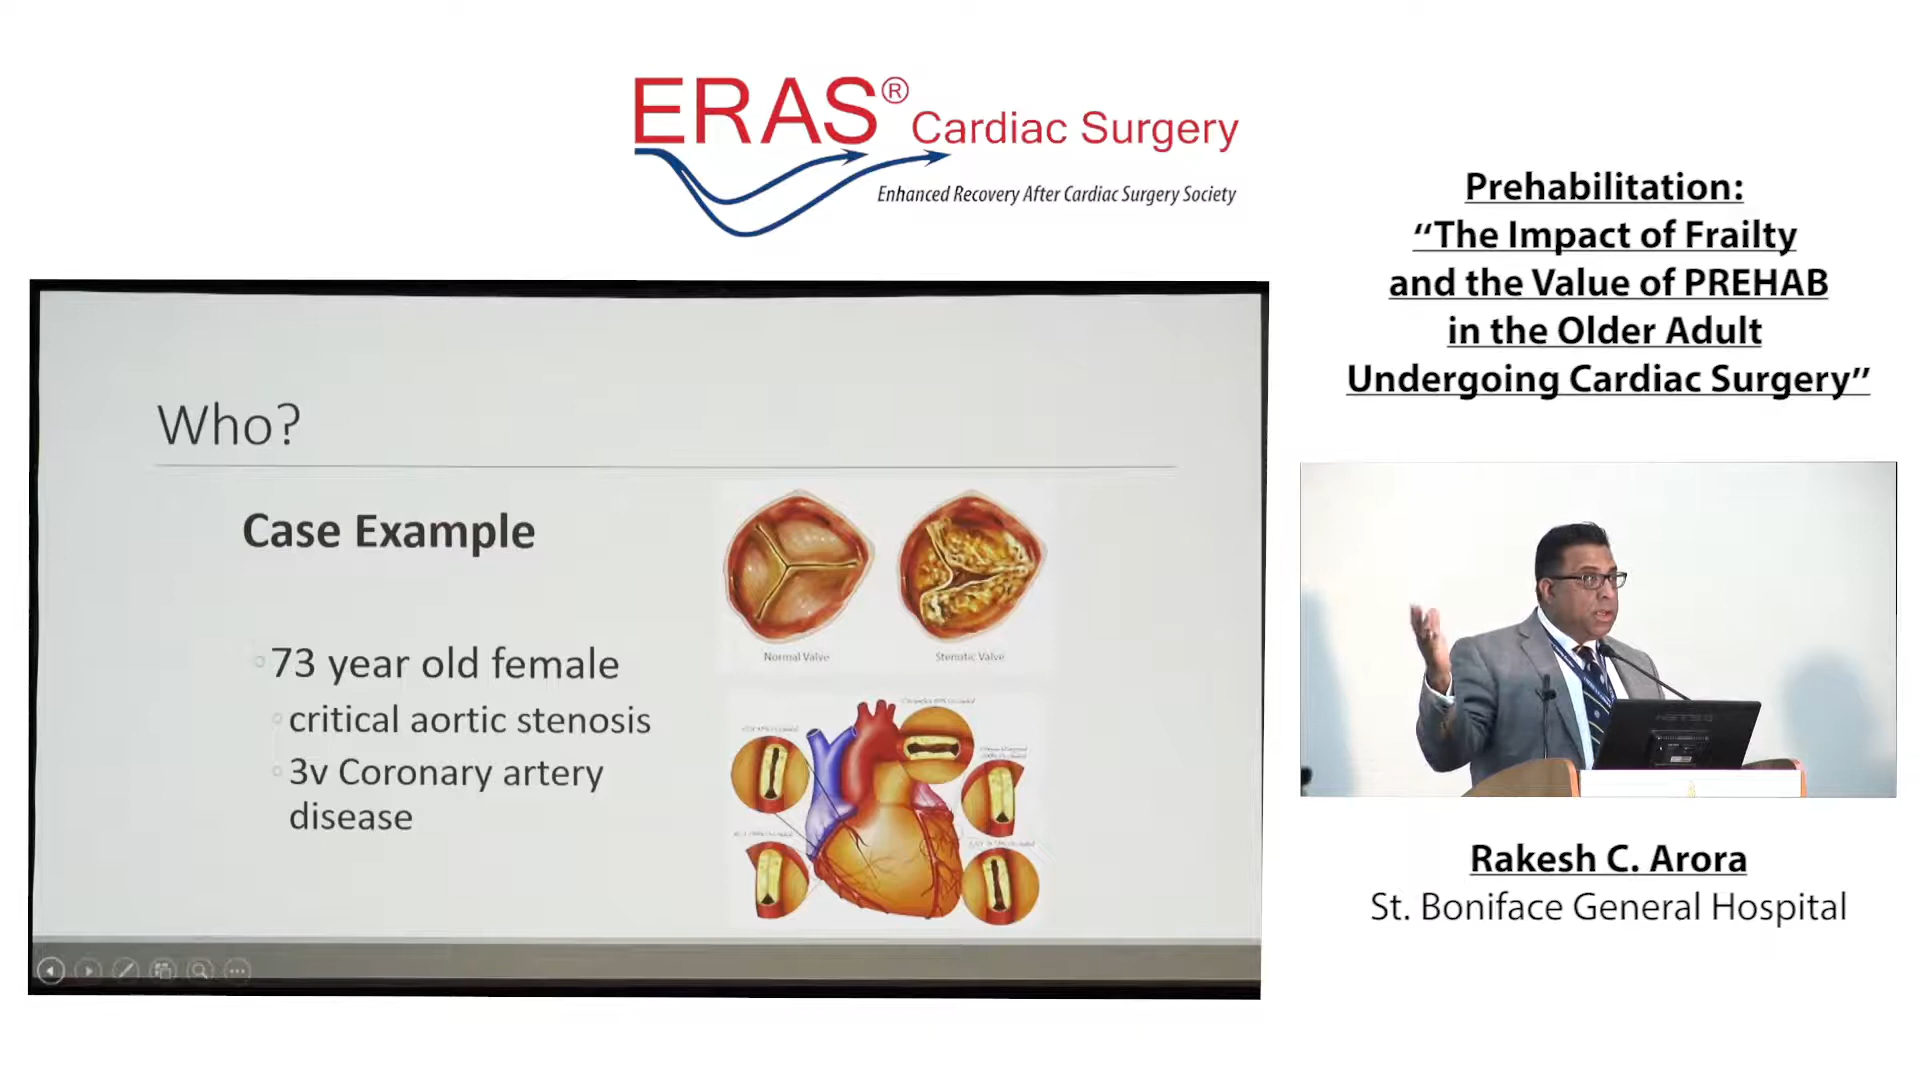 ERAS® Cardiac Surgery
Enhanced Recovery After Cardiac Surgery Society
Prehabilitation:
“The Impact of Frailty
and the Value of PREHAB
in the Older Adult
Undergoing Cardiac Surgery”
Who?
Case Example
73 year old female
critical aortic stenosis
3v Coronary artery
disease
Normal Valve
Stenotic Valve
Rakesh C. Arora
St. Boniface General Hospital